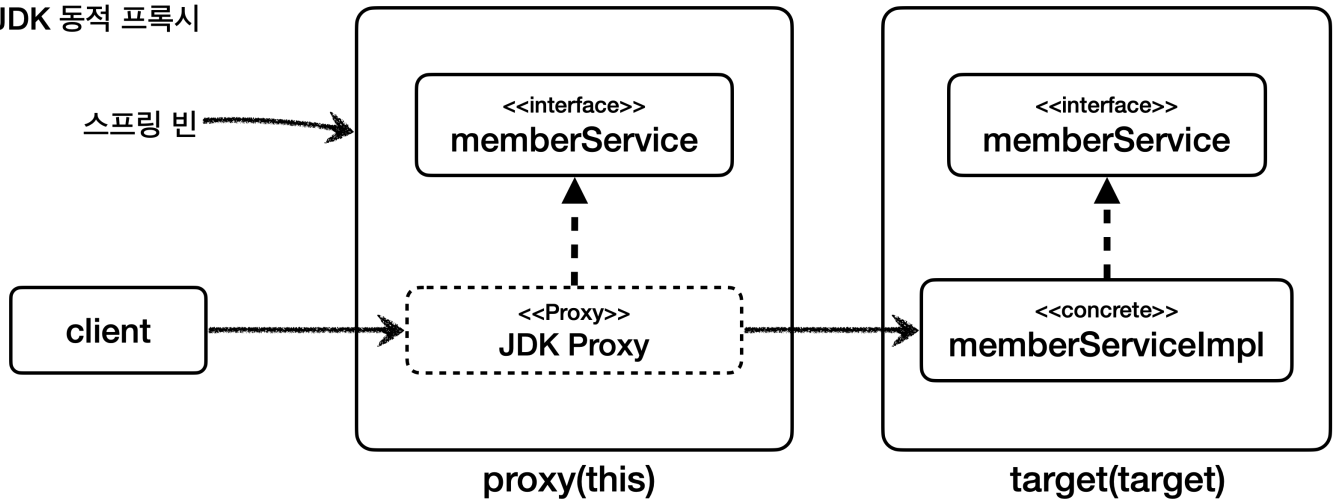 JDK 동적 프록시
<<interface>>
memberService
<<interface>>
memberService
스프링 빈
client
<<Proxy>>
JDK Proxy
<<concrete>>
memberServiceImpl
proxy(this)
target(target)